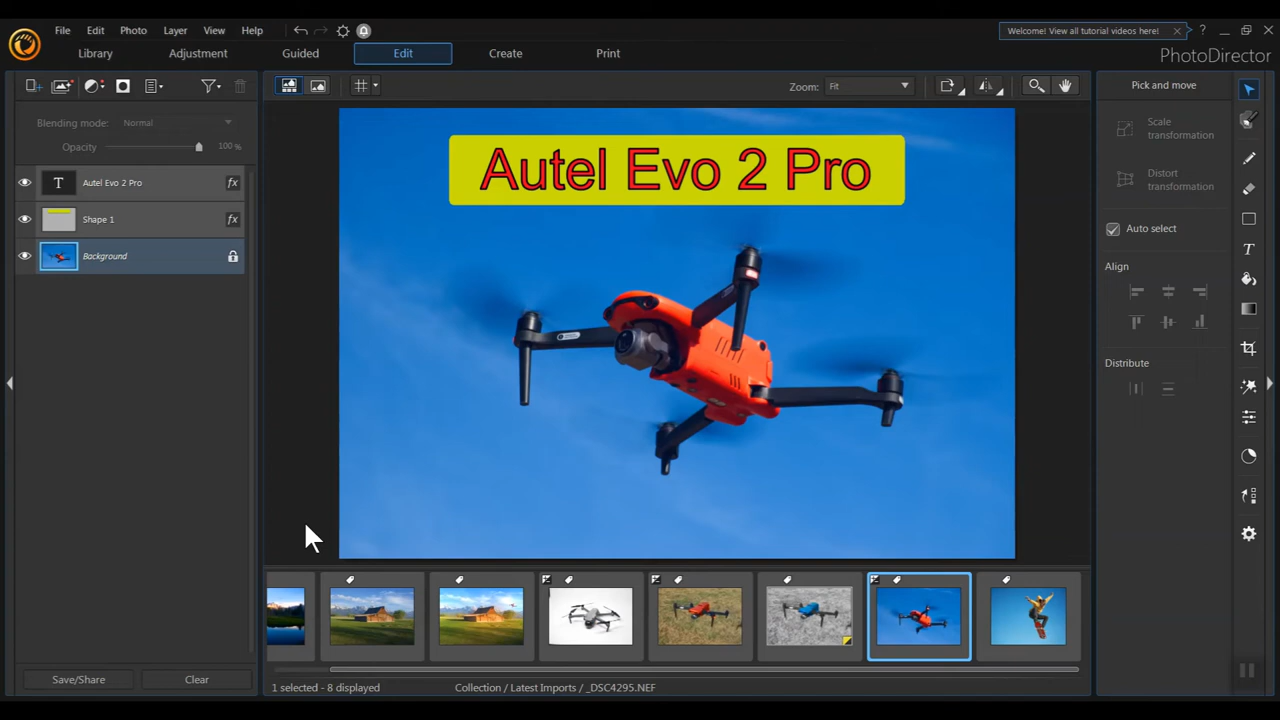 File Edit Photo Layer View Help
Welcome! View all tutorial videos here!
PhotoDirector
Library Adjustment Guided Edit Create Print
Zoom: Fit
Pick and move
Blending mode: Normal
Opacity 100 %
Scale transformation
Distort transformation
Auto select
Align
Distribute
T Autel Evo 2 Pro fx
Shape 1 fx
Background
Autel Evo 2 Pro
Save/Share Clear
1 selected - 8 displayed Collection / Latest Imports / _DSC4295.NEF